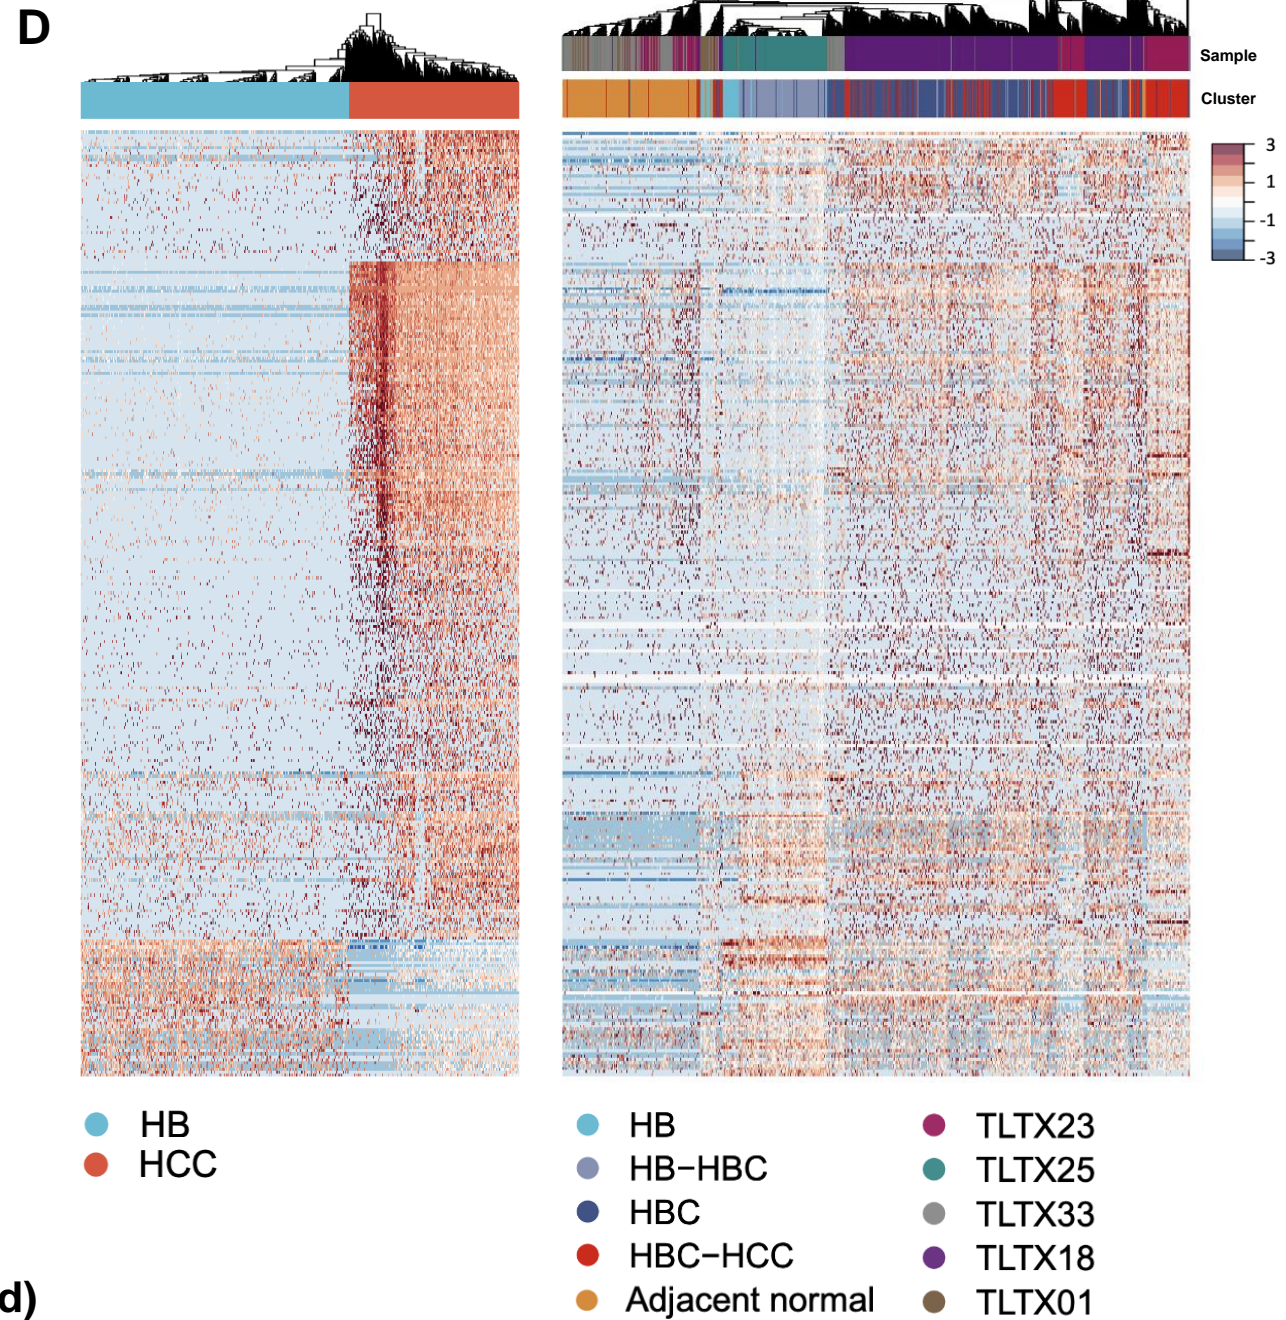 D
Sample
Cluster
3
1
-1
-3
HB
HCC
HB
HB−HBC
HBC
HBC−HCC
Adjacent normal
TLTX23
TLTX25
TLTX33
TLTX18
TLTX01
d)